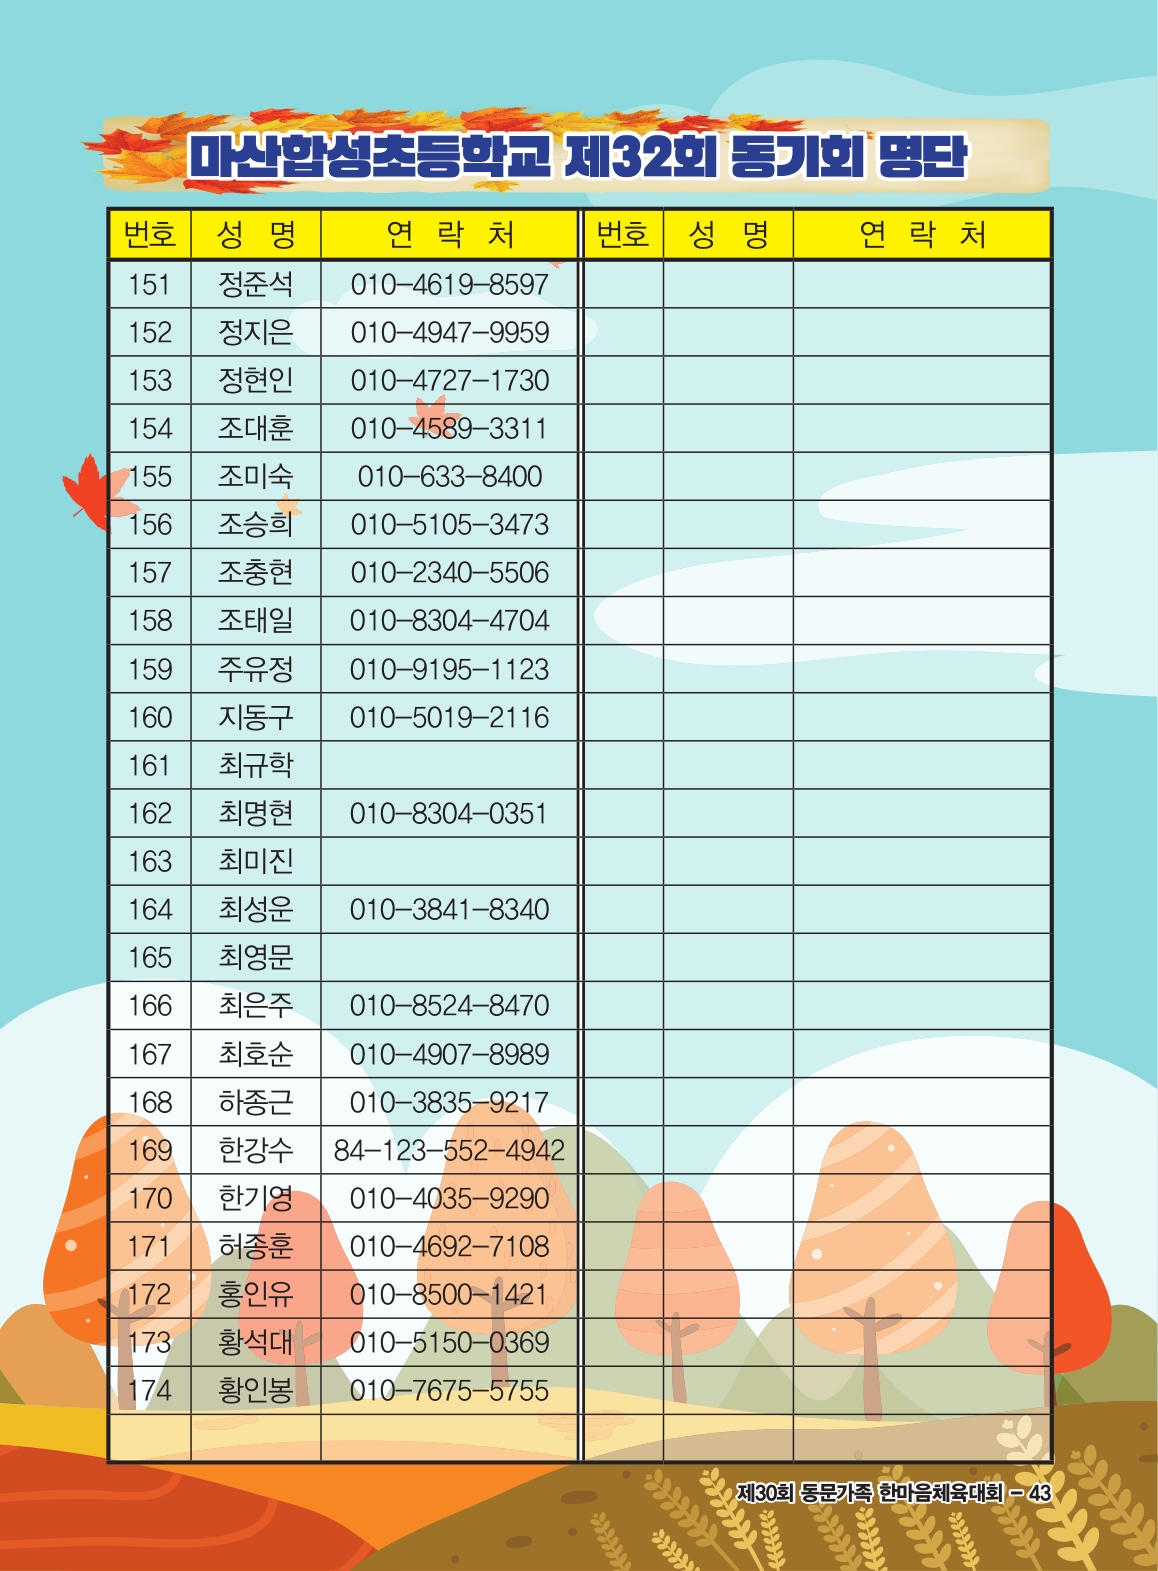 마산합성초등학교 제32회 동기회 명단
번호 성 명 연 락 처 번호 성 명 연 락 처
151 정준석 010-4619-8597
152 정지은 010-4947-9959
153 정현인 010-4727-1730
154 조대훈 010-4589-3311
155 조미숙 010-633-8400
156 조승희 010-5105-3473
157 조충현 010-2340-5506
158 조태일 010-8304-4704
159 주유정 010-9195-1123
160 지동구 010-5019-2116
161 최규학
162 최명현 010-8304-0351
163 최미진
164 최성운 010-3841-8340
165 최영문
166 최은주 010-8524-8470
167 최호순 010-4907-8989
168 하종근 010-3835-9217
169 한강수 84-123-552-4942
170 한기영 010-4035-9290
171 허종훈 010-4692-7108
172 홍인유 010-8500-1421
173 황석대 010-5150-0369
174 황인봉 010-7675-5755
제30회 동문가족 한마음체육대회 - 43